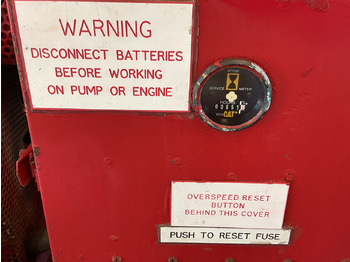 WARNING
DISCONNECT BATTERIES
BEFORE WORKING
ON PUMP OR ENGINE
SERVICE METER
HOURS
CAT
OVERSPEED RESET
BUTTON
BEHIND THIS COVER
PUSH TO RESET FUSE